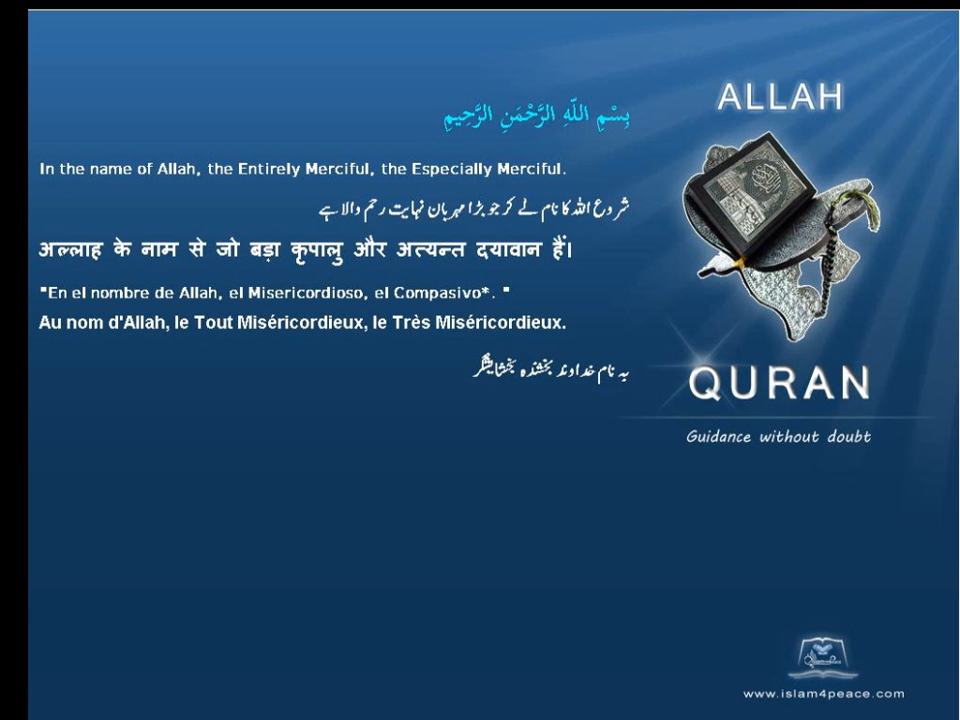 بِسْمِ اللَّهِ الرَّحْمَنِ الرَّحِيمِ
In the name of Allah, the Entirely Merciful, the Especially Merciful.
شروع الله کا نام لے کر جو بڑا مہربان نہایت رحم والا ہے
अल्लाह के नाम से जो बड़ा कृपालु और अत्यन्त दयावान हैं।
"En el nombre de Allah, el Misericordioso, el Compasivo*. "
Au nom d'Allah, le Tout Miséricordieux, le Très Miséricordieux.
به نام خداوند بخشنده بخشایشگر
ALLAH
QURAN
Guidance without doubt
www.islam4peace.com